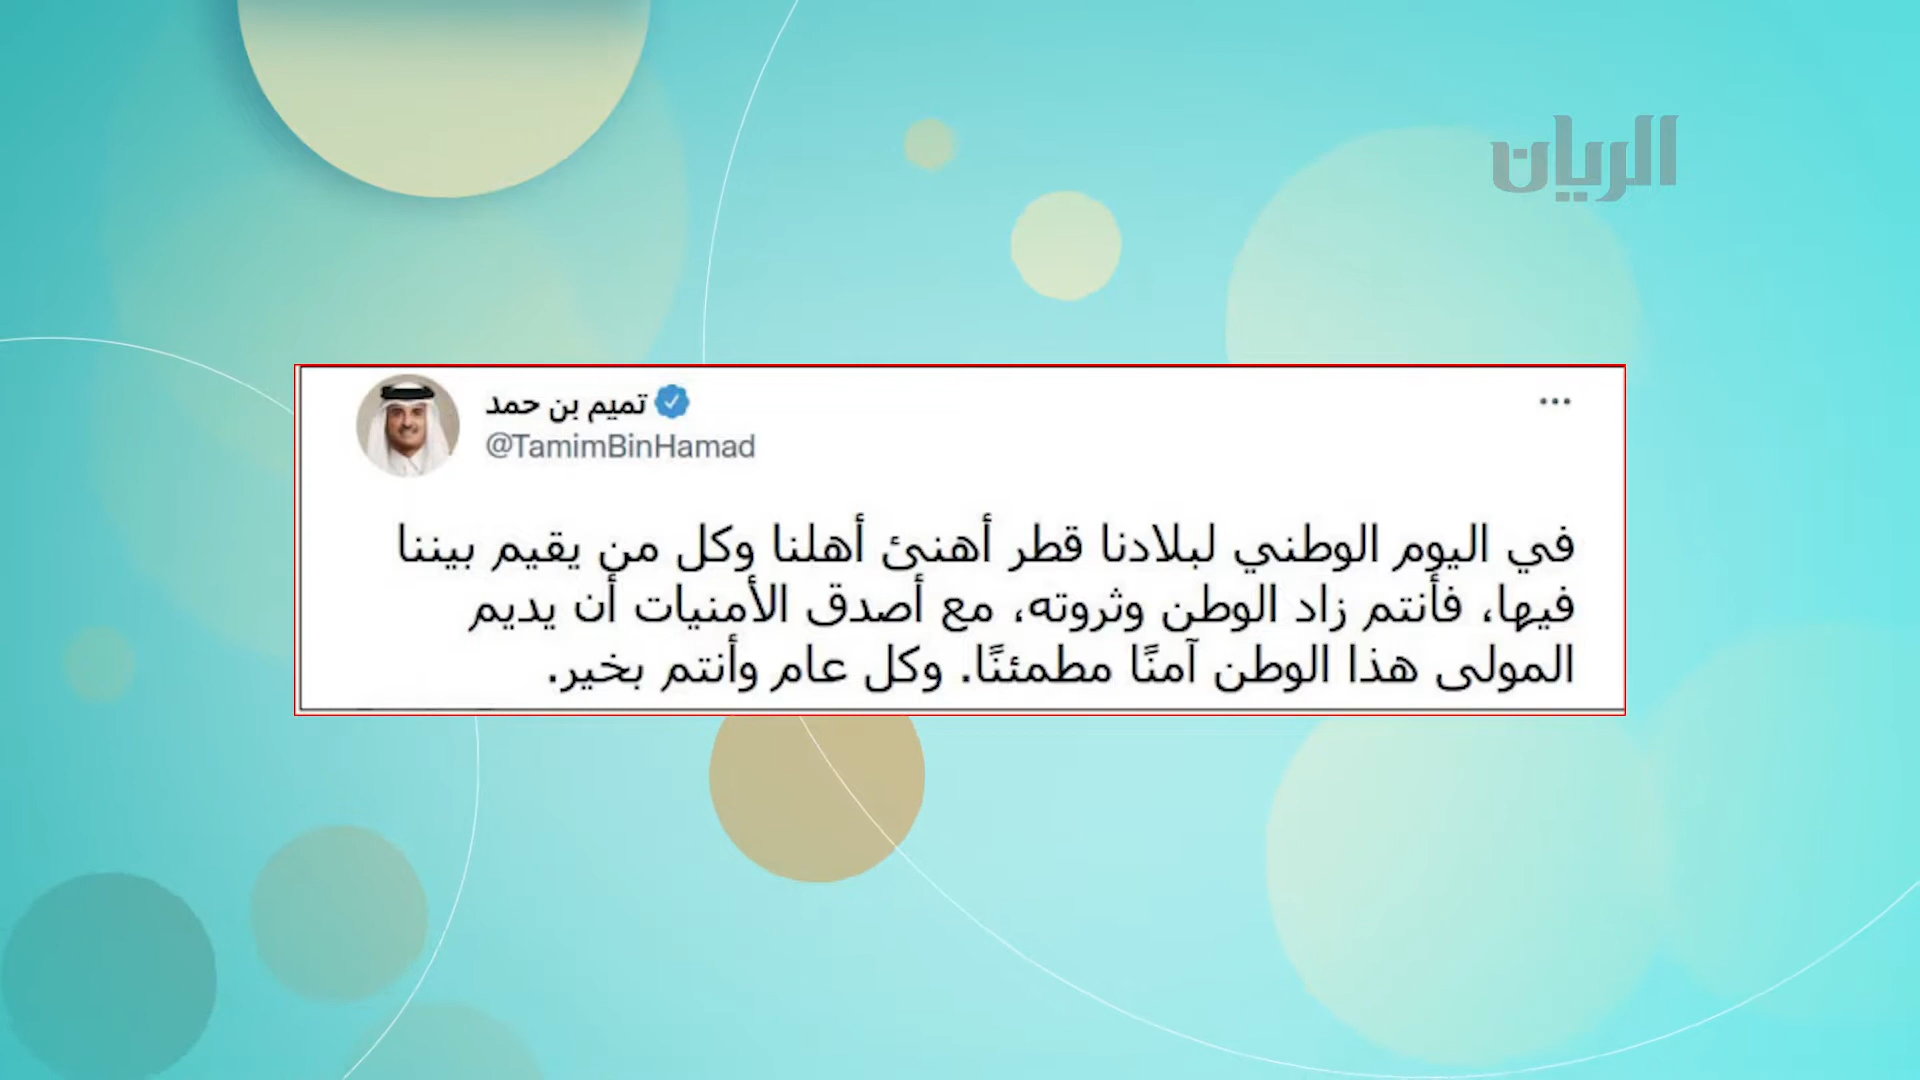 الريان
تميم بن حمد
@TamimBinHamad
في اليوم الوطني لبلادنا قطر أهنئ أهلنا وكل من يقيم بيننا
فيها، فأنتم زاد الوطن وثروته، مع أصدق الأمنيات أن يديم
المولى هذا الوطن آمنًا مطمئنًا. وكل عام وأنتم بخير.